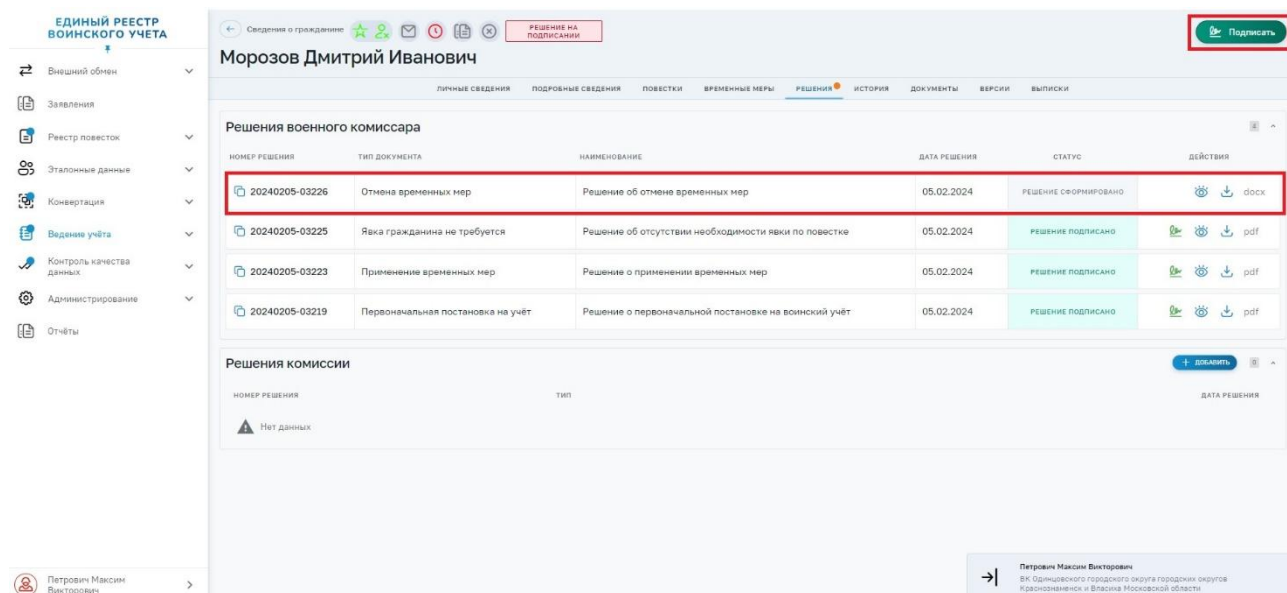 ЕДИНЫЙ РЕЕСТР
ВОИНСКОГО УЧЕТА
Внешний обмен
Заявления
Реестр повесток
Эталонные данные
Конвертация
Ведение учёта
Контроль качества
данных
Администрирование
Отчёты
Петрович Максим
Викторович
Сведения о гражданине
РЕШЕНИЕ НА
ПОДПИСАНИИ
Подписать
Морозов Дмитрий Иванович
ЛИЧНЫЕ СВЕДЕНИЯ ПОДРОБНЫЕ СВЕДЕНИЯ ПОВЕСТКИ ВРЕМЕННЫЕ МЕРЫ РЕШЕНИЯ ИСТОРИЯ ДОКУМЕНТЫ ВЕРСИИ ВЫПИСКИ
Решения военного комиссара
НОМЕР РЕШЕНИЯ ТИП ДОКУМЕНТА НАИМЕНОВАНИЕ ДАТА РЕШЕНИЯ СТАТУС ДЕЙСТВИЯ
20240205-03226 Отмена временных мер Решение об отмене временных мер 05.02.2024 РЕШЕНИЕ СФОРМИРОВАНО docx
20240205-03225 Явка гражданина не требуется Решение об отсутствии необходимости явки по повестке 05.02.2024 РЕШЕНИЕ ПОДПИСАНО pdf
20240205-03223 Применение временных мер Решение о применении временных мер 05.02.2024 РЕШЕНИЕ ПОДПИСАНО pdf
20240205-03219 Первоначальная постановка на учёт Решение о первоначальной постановке на воинский учёт 05.02.2024 РЕШЕНИЕ ПОДПИСАНО pdf
Решения комиссии
+ ДОБАВИТЬ 0
НОМЕР РЕШЕНИЯ ТИП ДАТА РЕШЕНИЯ
Нет данных
Петрович Максим Викторович
ВК Одинцовского городского округа городских округов
Краснознаменск и Власиха Московской области